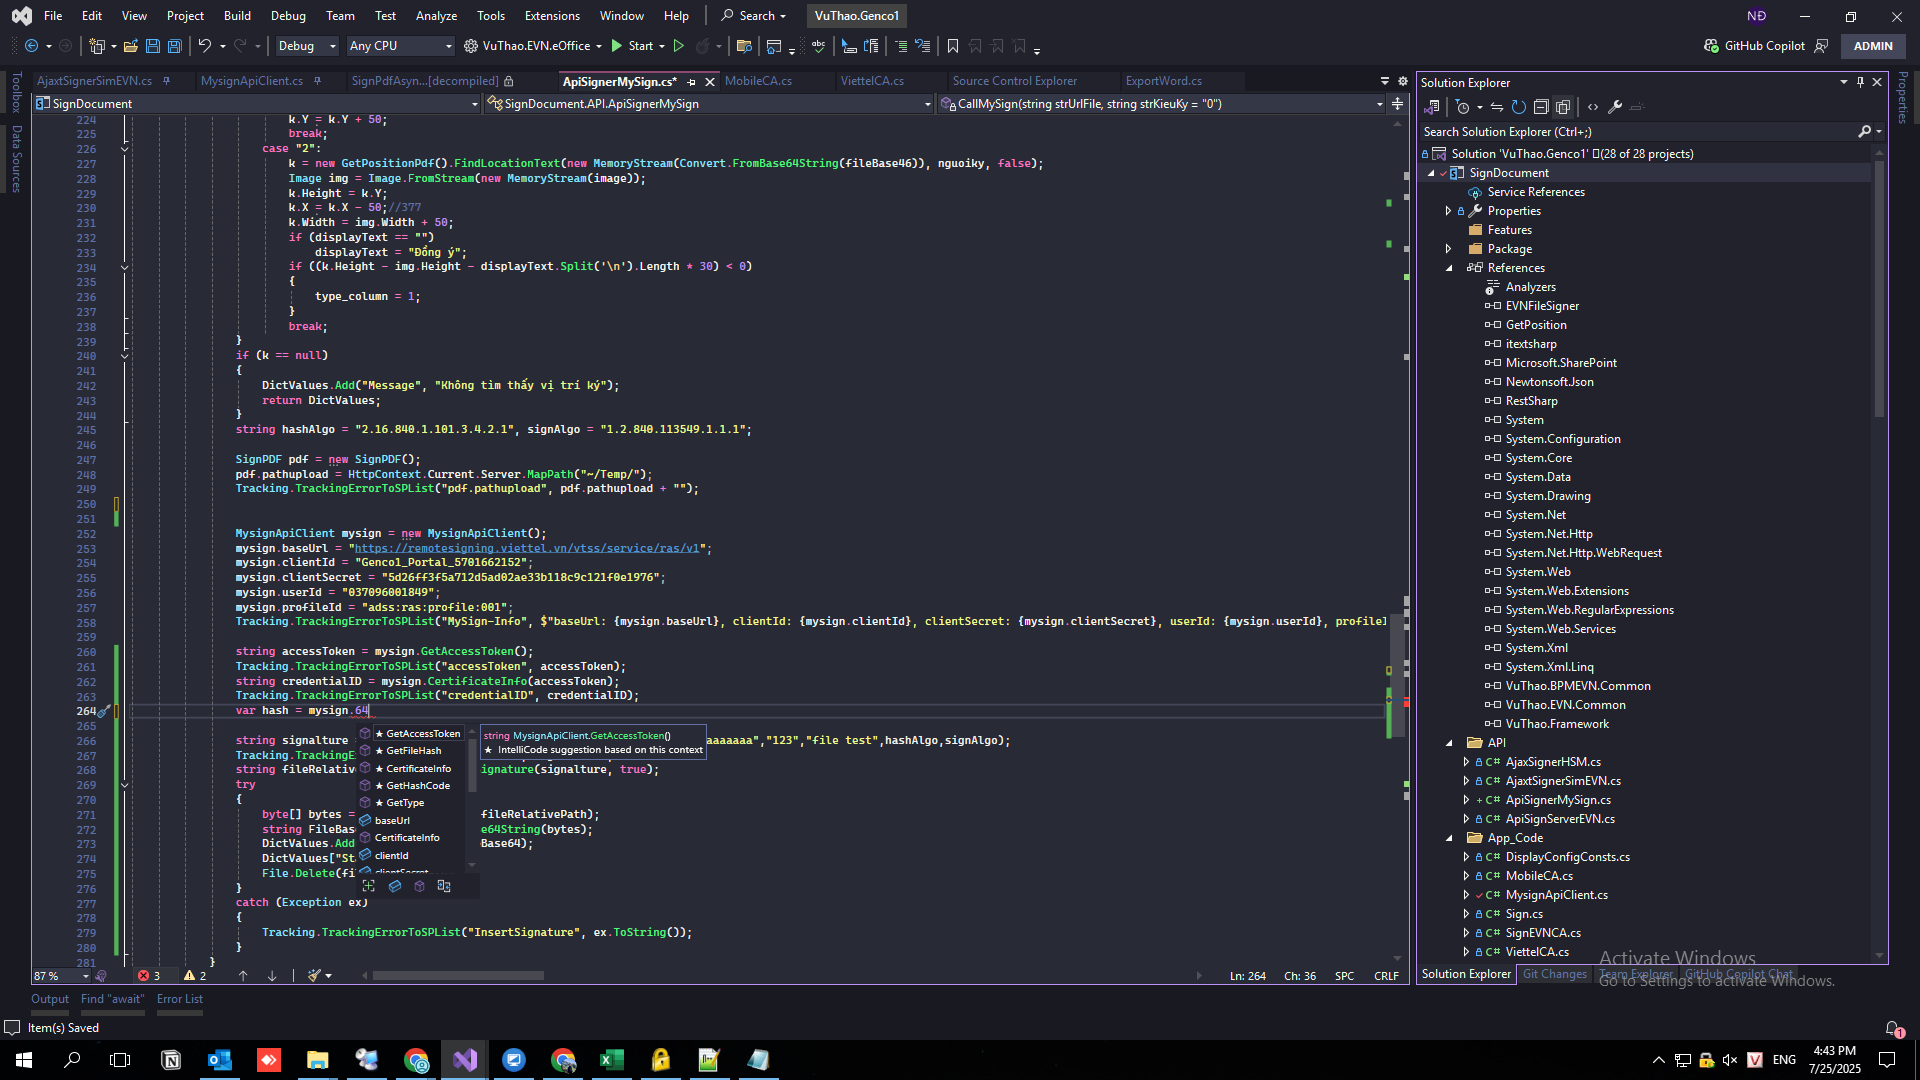 File Edit View Project Build Debug Team Test Analyze Tools Extensions Window Help Search VuThao.Genco1 NĐ
Debug Any CPU VuThao.EVN.eOffice Start GitHub Copilot ADMIN
AjaxtSignerSimEVN.cs MysignApiClient.cs SignPdfAsyn...[decompiled] ApiSignerMySign.cs* MobileCA.cs ViettelCA.cs Source Control Explorer ExportWord.cs
SignDocument SignDocument.API.ApiSignerMySign CallMySign(string strUrlFile, string strKieuKy = "0")
Toolbox
Data Sources
224 k.Y = k.Y + 50;
225 break;
226 case "2":
227 k = new GetPositionPdf().FindLocationText(new MemoryStream(Convert.FromBase64String(fileBase46)), nguoiky, false);
228 Image img = Image.FromStream(new MemoryStream(image));
229 k.Height = k.Y;
230 k.X = k.X - 50;//377
231 k.Width = img.Width + 50;
232 if (displayText == "")
233 displayText = "Đồng ý";
234 if ((k.Height - img.Height - displayText.Split('\n').Length * 30) < 0)
235 {
236 type_column = 1;
237 }
238 break;
239 }
240 if (k == null)
241 {
242 DictValues.Add("Message", "Không tìm thấy vị trí ký");
243 return DictValues;
244 }
245 string hashAlgo = "2.16.840.1.101.3.4.2.1", signAlgo = "1.2.840.113549.1.1.1";
246
247 SignPDF pdf = new SignPDF();
248 pdf.pathupload = HttpContext.Current.Server.MapPath("~/Temp/");
249 Tracking.TrackingErrorToSPList("pdf.pathupload", pdf.pathupload + "");
250
251
252 MysignApiClient mysign = new MysignApiClient();
253 mysign.baseUrl = "https://remotesigning.viettel.vn/vtss/service/ras/v1";
254 mysign.clientId = "Genco1_Portal_5701662152";
255 mysign.clientSecret = "5d26ff3f5a712d5ad02ae33b118c9c121f0e1976";
256 mysign.userId = "037096001849";
257 mysign.profileId = "adss:ras:profile:001";
258 Tracking.TrackingErrorToSPList("MySign-Info", $"baseUrl: {mysign.baseUrl}, clientId: {mysign.clientId}, clientSecret: {mysign.clientSecret}, userId: {mysign.userId}, profileI
259
260 string accessToken = mysign.GetAccessToken();
261 Tracking.TrackingErrorToSPList("accessToken", accessToken);
262 string credentialID = mysign.CertificateInfo(accessToken);
263 Tracking.TrackingErrorToSPList("credentialID", credentialID);
264 var hash = mysign.64
265
266 string signalture = aaaaaaa","123","file test",hashAlgo,signAlgo);
267 Tracking.TrackingE
268 string fileRelativ ignature(signalture, true);
269 try
270 {
271 byte[] bytes = fileRelativePath);
272 string FileBas e64String(bytes);
273 DictValues.Add Base64);
274 DictValues["St
275 File.Delete(fi
276 }
277 catch (Exception ex)
278 {
279 Tracking.TrackingErrorToSPList("InsertSignature", ex.ToString());
280 }
281 }
★ GetAccessToken
★ GetFileHash
★ CertificateInfo
★ GetHashCode
★ GetType
baseUrl
CertificateInfo
clientId
clientSecret
string MysignApiClient.GetAccessToken()
★ IntelliCode suggestion based on this context
87 % 3 2 Ln: 264 Ch: 36 SPC CRLF
Output Find "await" Error List
Item(s) Saved
Solution Explorer
Search Solution Explorer (Ctrl+;)
Solution 'VuThao.Genco1' (28 of 28 projects)
SignDocument
Service References
Properties
Features
Package
References
Analyzers
EVNFileSigner
GetPosition
itextsharp
Microsoft.SharePoint
Newtonsoft.Json
RestSharp
System
System.Configuration
System.Core
System.Data
System.Drawing
System.Net
System.Net.Http
System.Net.Http.WebRequest
System.Web
System.Web.Extensions
System.Web.RegularExpressions
System.Web.Services
System.Xml
System.Xml.Linq
VuThao.BPMEVN.Common
VuThao.EVN.Common
VuThao.Framework
API
C# AjaxSignerHSM.cs
C# AjaxtSignerSimEVN.cs
C# ApiSignerMySign.cs
C# ApiSignServerEVN.cs
App_Code
C# DisplayConfigConsts.cs
C# MobileCA.cs
C# MysignApiClient.cs
C# Sign.cs
C# SignEVNCA.cs
C# ViettelCA.cs
Solution Explorer Git Changes Team Explorer GitHub Copilot Chat
Properties
Activate Windows
Go to Settings to activate Windows.
1
ENG
4:43 PM
7/25/2025